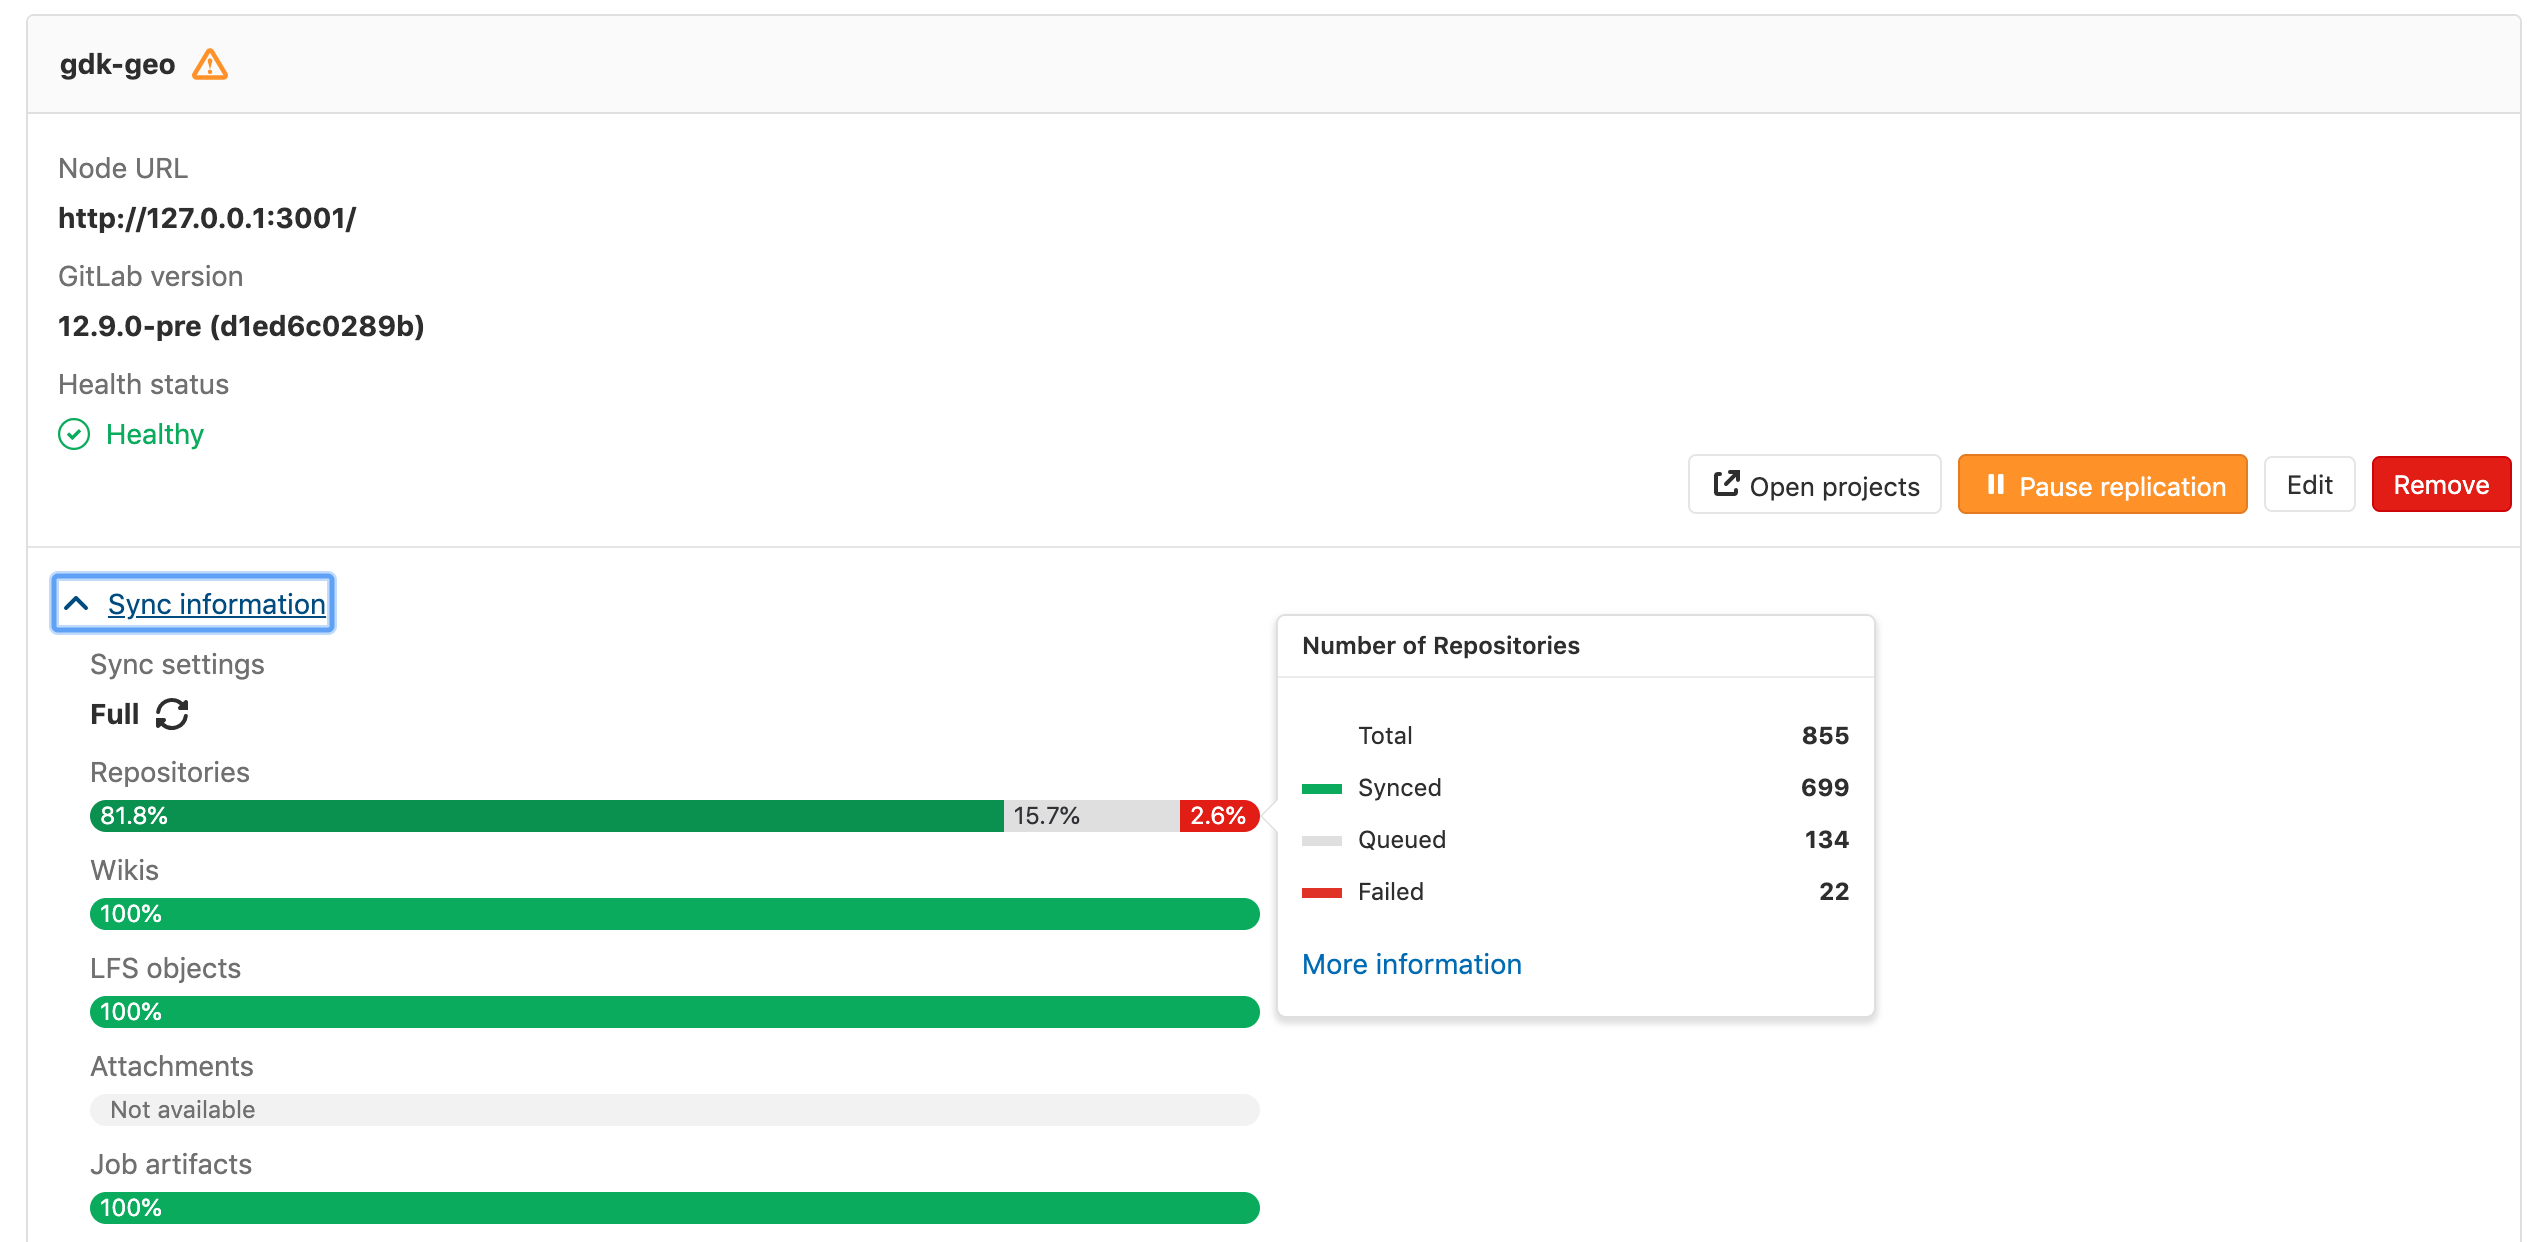 gdk-geo
Node URL
http://127.0.0.1:3001/
GitLab version
12.9.0-pre (d1ed6c0289b)
Health status
Healthy
Open projects
Pause replication
Edit
Remove
Sync information
Sync settings
Full
Repositories
81.8% 15.7% 2.6%
Wikis
100%
LFS objects
100%
Attachments
Not available
Job artifacts
100%
Number of Repositories
Total 855
Synced 699
Queued 134
Failed 22
More information